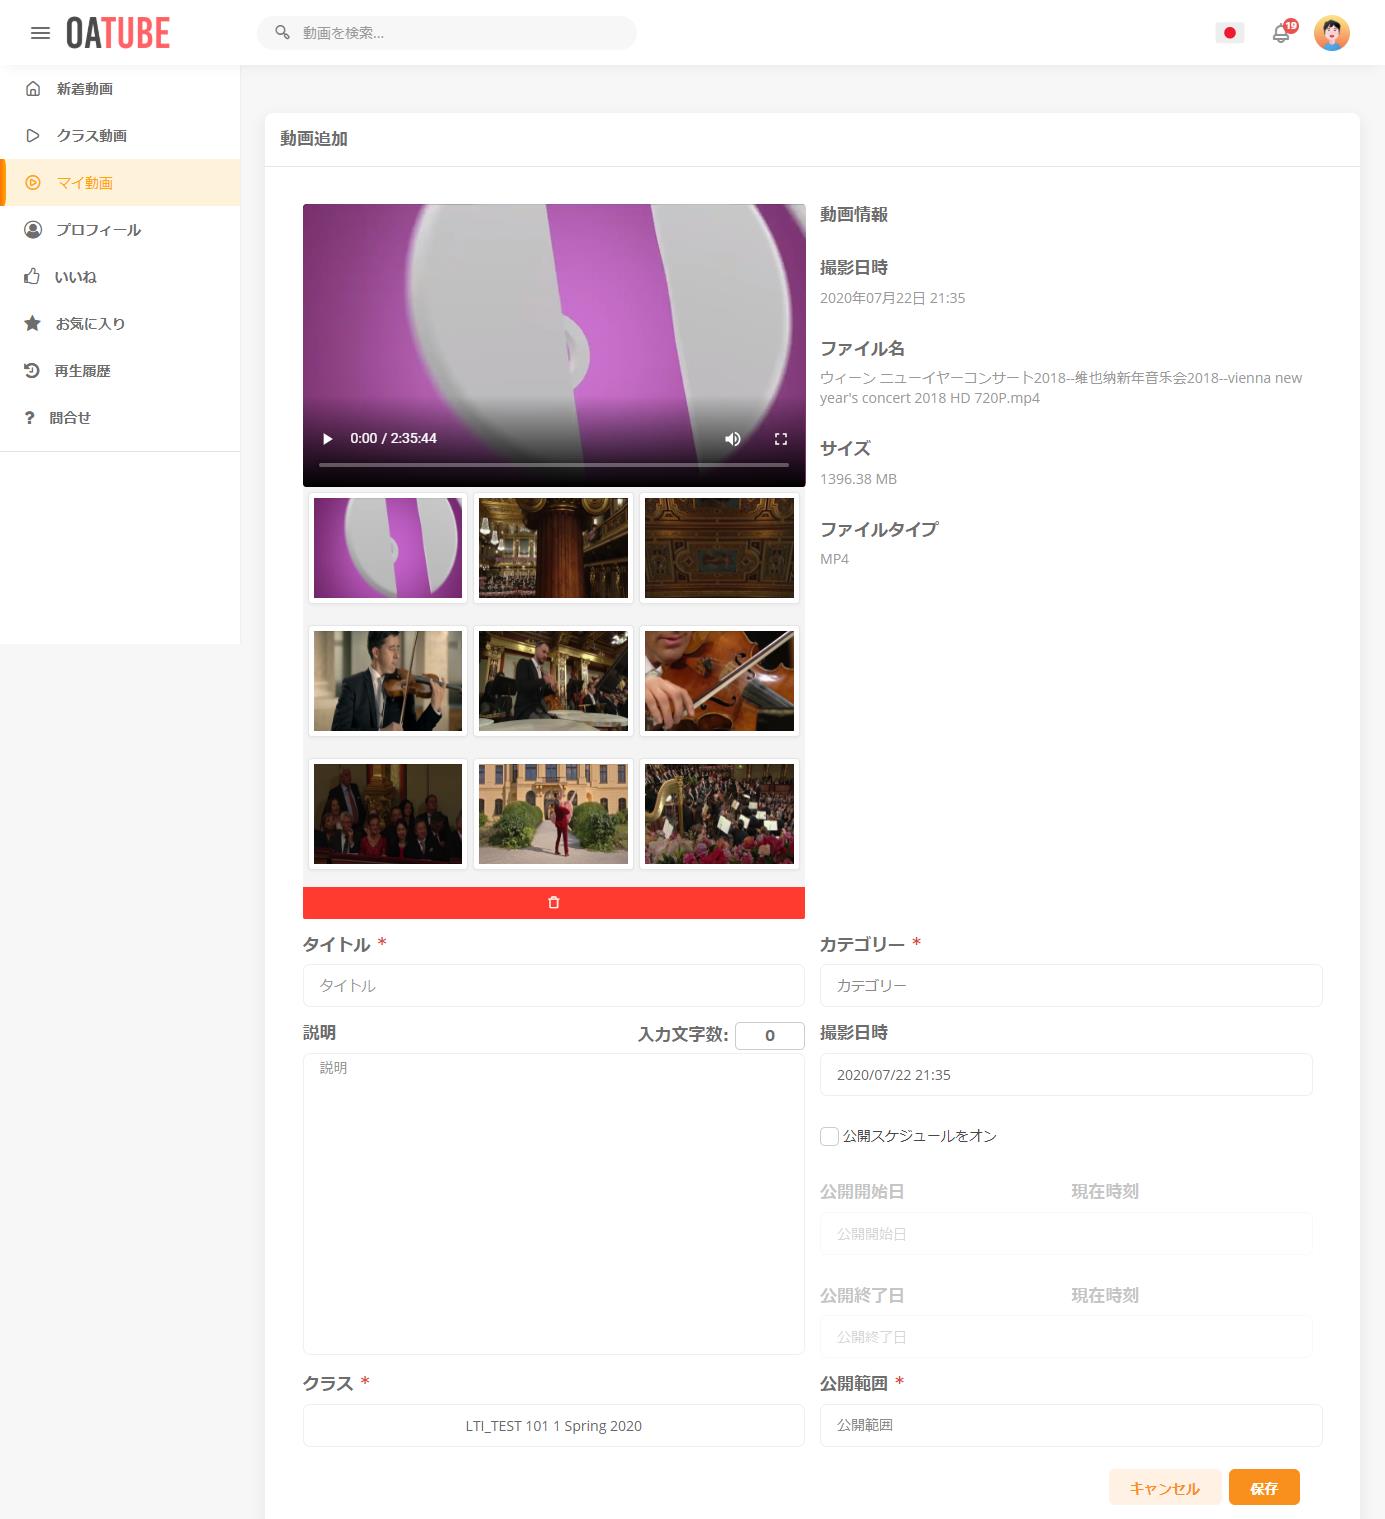 OATUBE
動画を検索...
19
新着動画
クラス動画
マイ動画
プロフィール
いいね
お気に入り
再生履歴
? 問合せ
動画追加
0:00 / 2:35:44
動画情報
撮影日時
2020年07月22日 21:35
ファイル名
ウィーン ニューイヤーコンサート2018--维也纳新年音乐会2018--vienna new
year's concert 2018 HD 720P.mp4
サイズ
1396.38 MB
ファイルタイプ
MP4
タイトル *
タイトル
カテゴリー *
カテゴリー
説明
入力文字数: 0
説明
撮影日時
2020/07/22 21:35
公開スケジュールをオン
公開開始日 現在時刻
公開開始日
公開終了日 現在時刻
公開終了日
クラス *
LTI_TEST 101 1 Spring 2020
公開範囲 *
公開範囲
キャンセル 保存